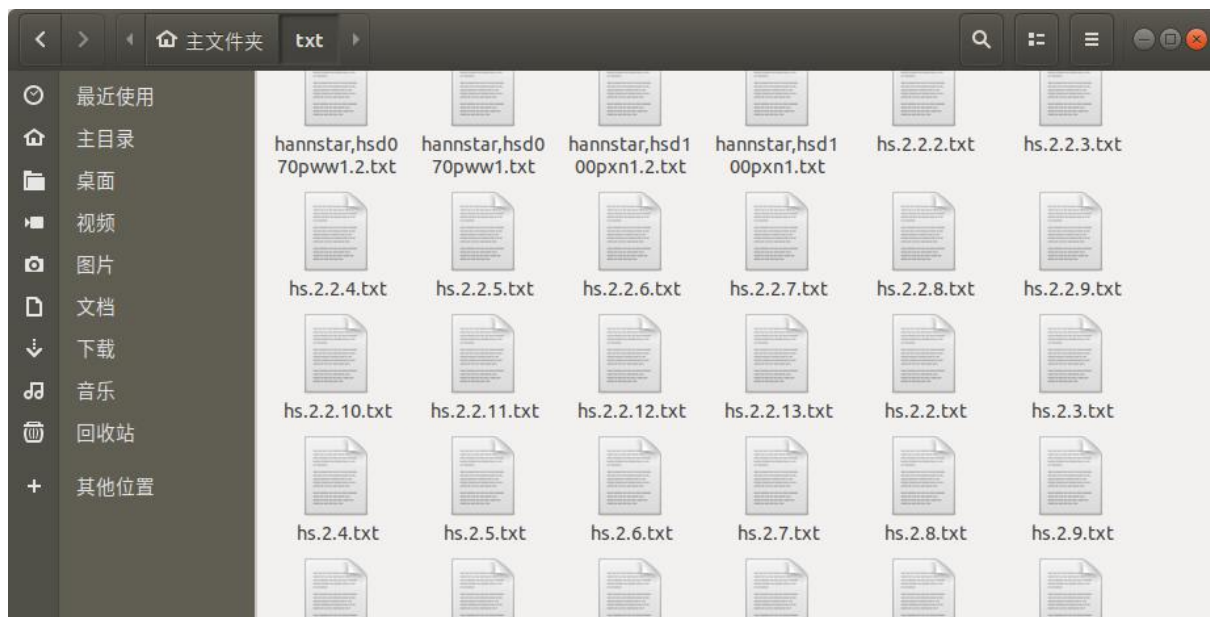 主文件夹 txt
最近使用
主目录
桌面
视频
图片
文档
下载
音乐
回收站
其他位置
hannstar,hsd0
70pww1.2.txt
hannstar,hsd0
70pww1.txt
hannstar,hsd1
00pxn1.2.txt
hannstar,hsd1
00pxn1.txt
hs.2.2.2.txt
hs.2.2.3.txt
hs.2.2.4.txt
hs.2.2.5.txt
hs.2.2.6.txt
hs.2.2.7.txt
hs.2.2.8.txt
hs.2.2.9.txt
hs.2.2.10.txt
hs.2.2.11.txt
hs.2.2.12.txt
hs.2.2.13.txt
hs.2.2.txt
hs.2.3.txt
hs.2.4.txt
hs.2.5.txt
hs.2.6.txt
hs.2.7.txt
hs.2.8.txt
hs.2.9.txt